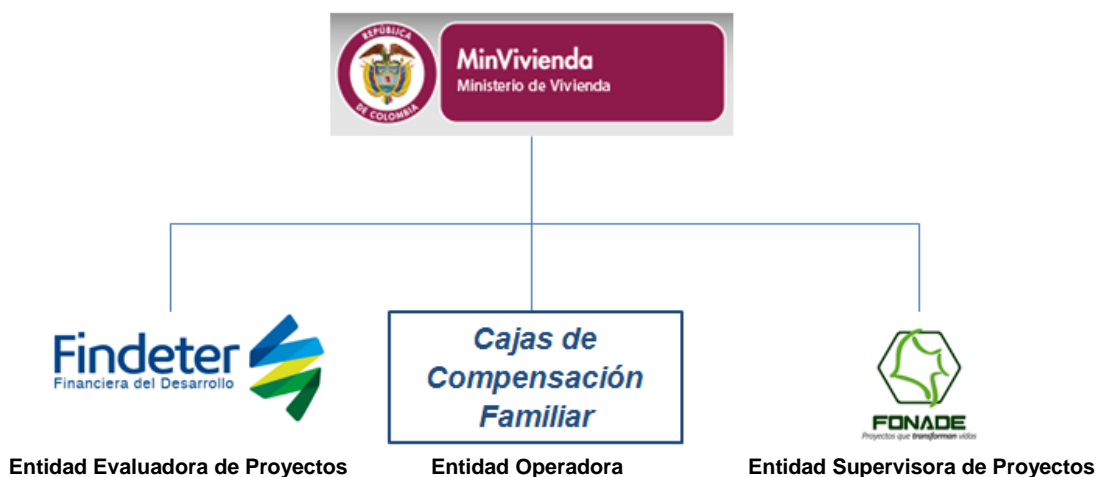 REPÚBLICA
DE COLOMBIA
MinVivienda
Ministerio de Vivienda
Findeter
Financiera del Desarrollo
Cajas de
Compensación
Familiar
FONADE
Proyectos que transforman vidas
Entidad Evaluadora de Proyectos
Entidad Operadora
Entidad Supervisora de Proyectos